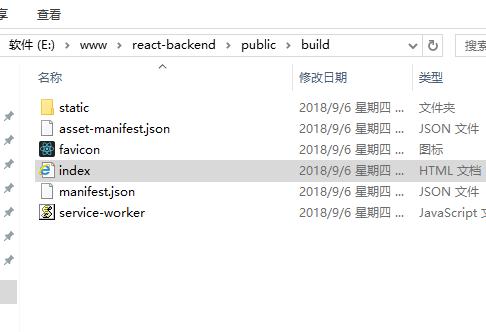 享 查看
软件 (E:) > www > react-backend > public > build 搜索
名称 修改日期 类型
static 2018/9/6 星期四 ... 文件夹
asset-manifest.json 2018/9/6 星期四 ... JSON 文件
favicon 2018/9/6 星期四 ... 图标
index 2018/9/6 星期四 ... HTML 文档
manifest.json 2018/9/6 星期四 ... JSON 文件
service-worker 2018/9/6 星期四 ... JavaScript 文